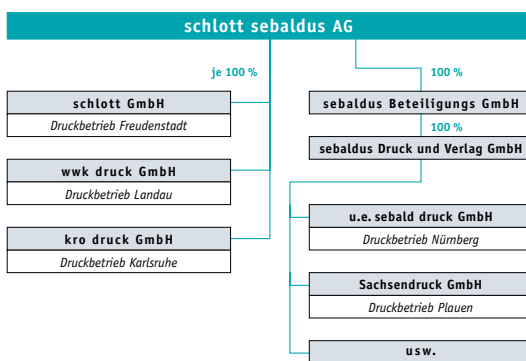 schlott sebaldus AG
je 100 %
schlott GmbH
Druckbetrieb Freudenstadt
wwk druck GmbH
Druckbetrieb Landau
kro druck GmbH
Druckbetrieb Karlsruhe
100 %
sebaldus Beteiligungs GmbH
100 %
sebaldus Druck und Verlag GmbH
u.e. sebald druck GmbH
Druckbetrieb Nürnberg
Sachsendruck GmbH
Druckbetrieb Plauen
usw.